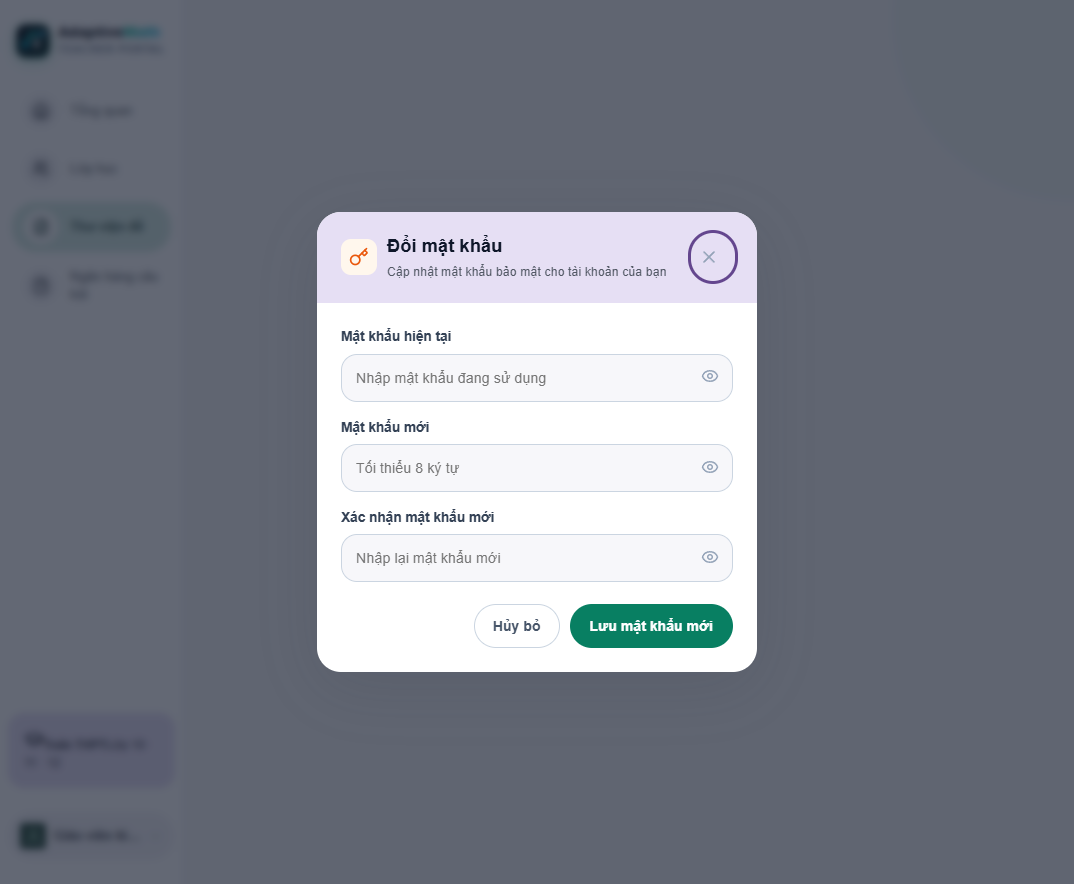 Đổi mật khẩu
Cập nhật mật khẩu bảo mật cho tài khoản của bạn
Mật khẩu hiện tại
Nhập mật khẩu đang sử dụng
Mật khẩu mới
Tối thiểu 8 ký tự
Xác nhận mật khẩu mới
Nhập lại mật khẩu mới
Hủy bỏ
Lưu mật khẩu mới